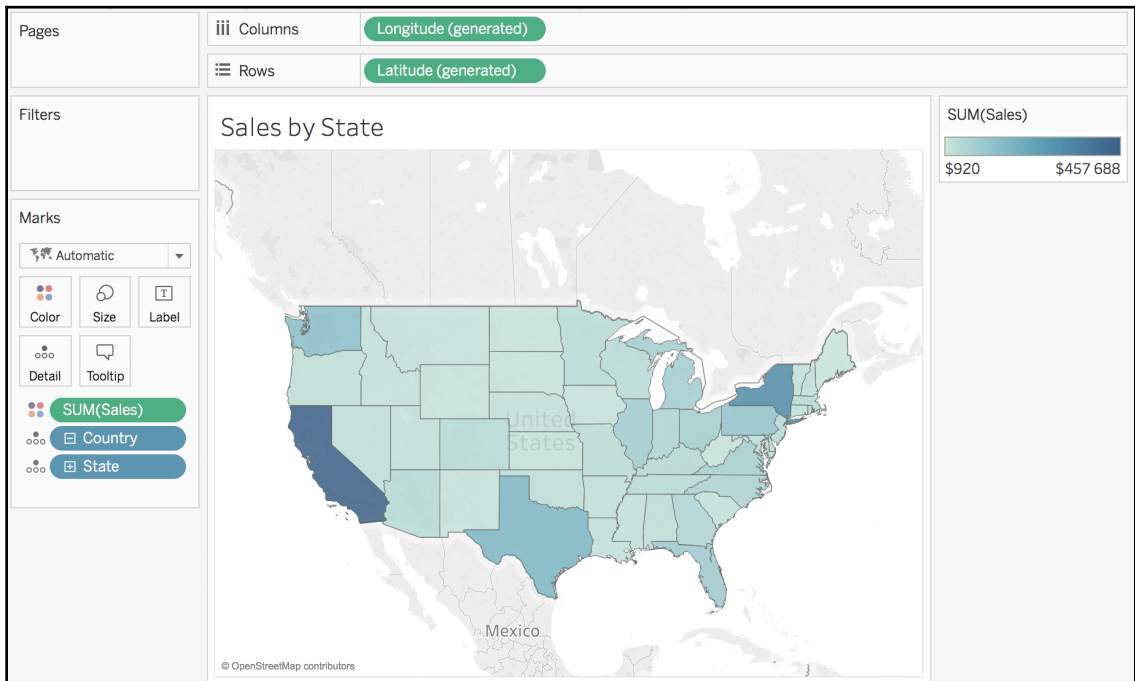 Pages
Columns
Longitude (generated)
Rows
Latitude (generated)
Filters
Marks
Automatic
Color
Size
T
Label
Detail
Tooltip
SUM(Sales)
Country
State
Sales by State
United
States
Mexico
© OpenStreetMap contributors
SUM(Sales)
$920
$457 688